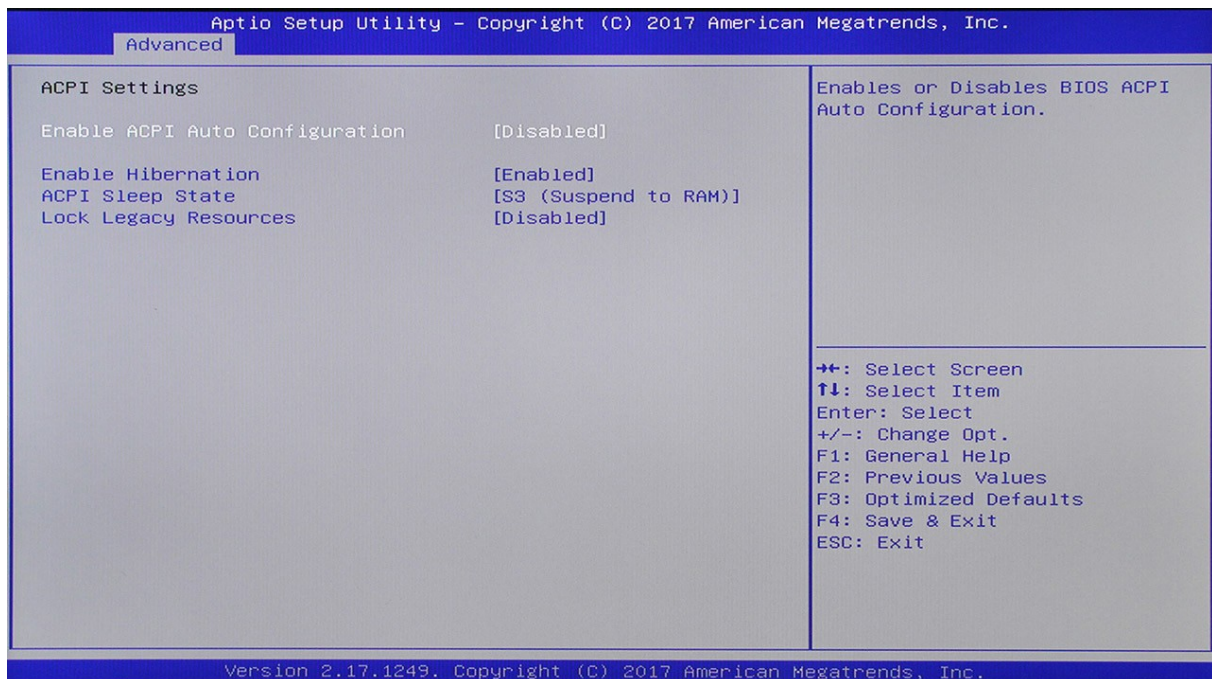 Aptio Setup Utility – Copyright (C) 2017 American Megatrends, Inc.
Advanced
ACPI Settings
Enable ACPI Auto Configuration [Disabled]
Enable Hibernation [Enabled]
ACPI Sleep State [S3 (Suspend to RAM)]
Lock Legacy Resources [Disabled]
Enables or Disables BIOS ACPI
Auto Configuration.
→←: Select Screen
↑↓: Select Item
Enter: Select
+/-: Change Opt.
F1: General Help
F2: Previous Values
F3: Optimized Defaults
F4: Save & Exit
ESC: Exit
Version 2.17.1249. Copyright (C) 2017 American Megatrends, Inc.